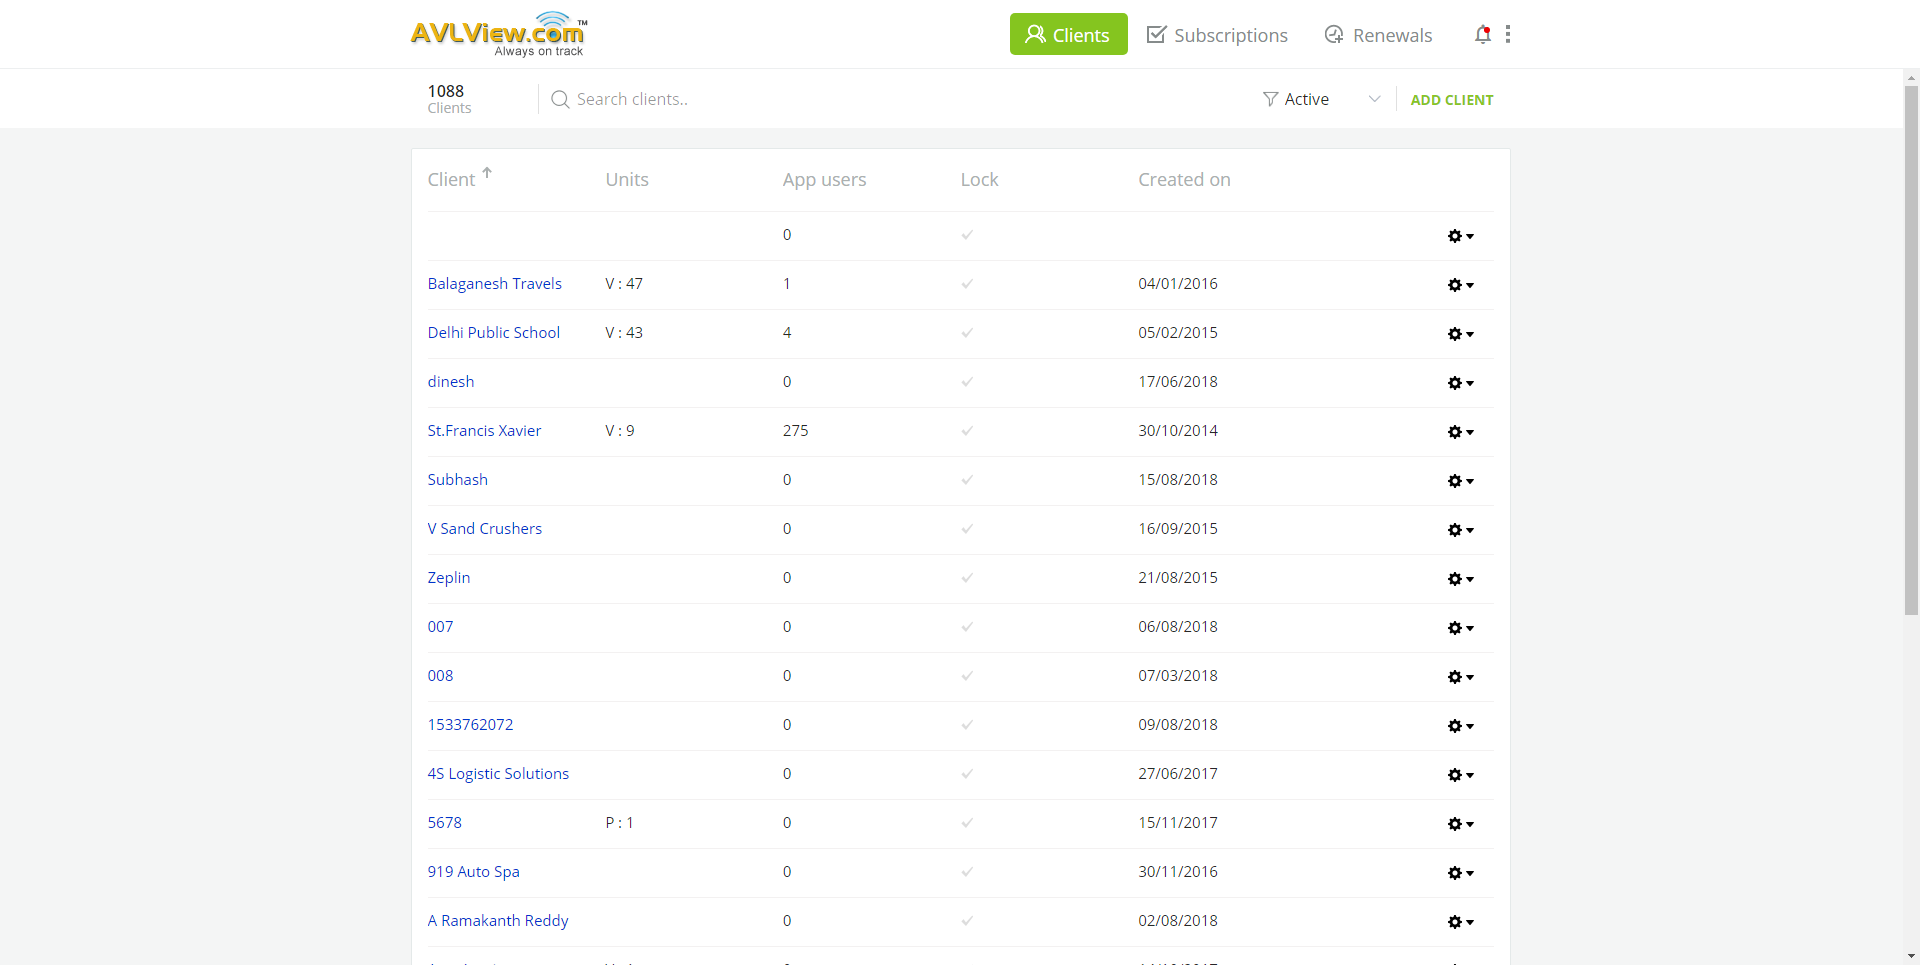 AVLView.com™
Always on track
Clients
Subscriptions
Renewals
1088
Clients
Search clients..
Active
ADD CLIENT
Client Units App users Lock Created on
0
Balaganesh Travels V : 47 1 04/01/2016
Delhi Public School V : 43 4 05/02/2015
dinesh 0 17/06/2018
St.Francis Xavier V : 9 275 30/10/2014
Subhash 0 15/08/2018
V Sand Crushers 0 16/09/2015
Zeplin 0 21/08/2015
007 0 06/08/2018
008 0 07/03/2018
1533762072 0 09/08/2018
4S Logistic Solutions 0 27/06/2017
5678 P : 1 0 15/11/2017
919 Auto Spa 0 30/11/2016
A Ramakanth Reddy 0 02/08/2018